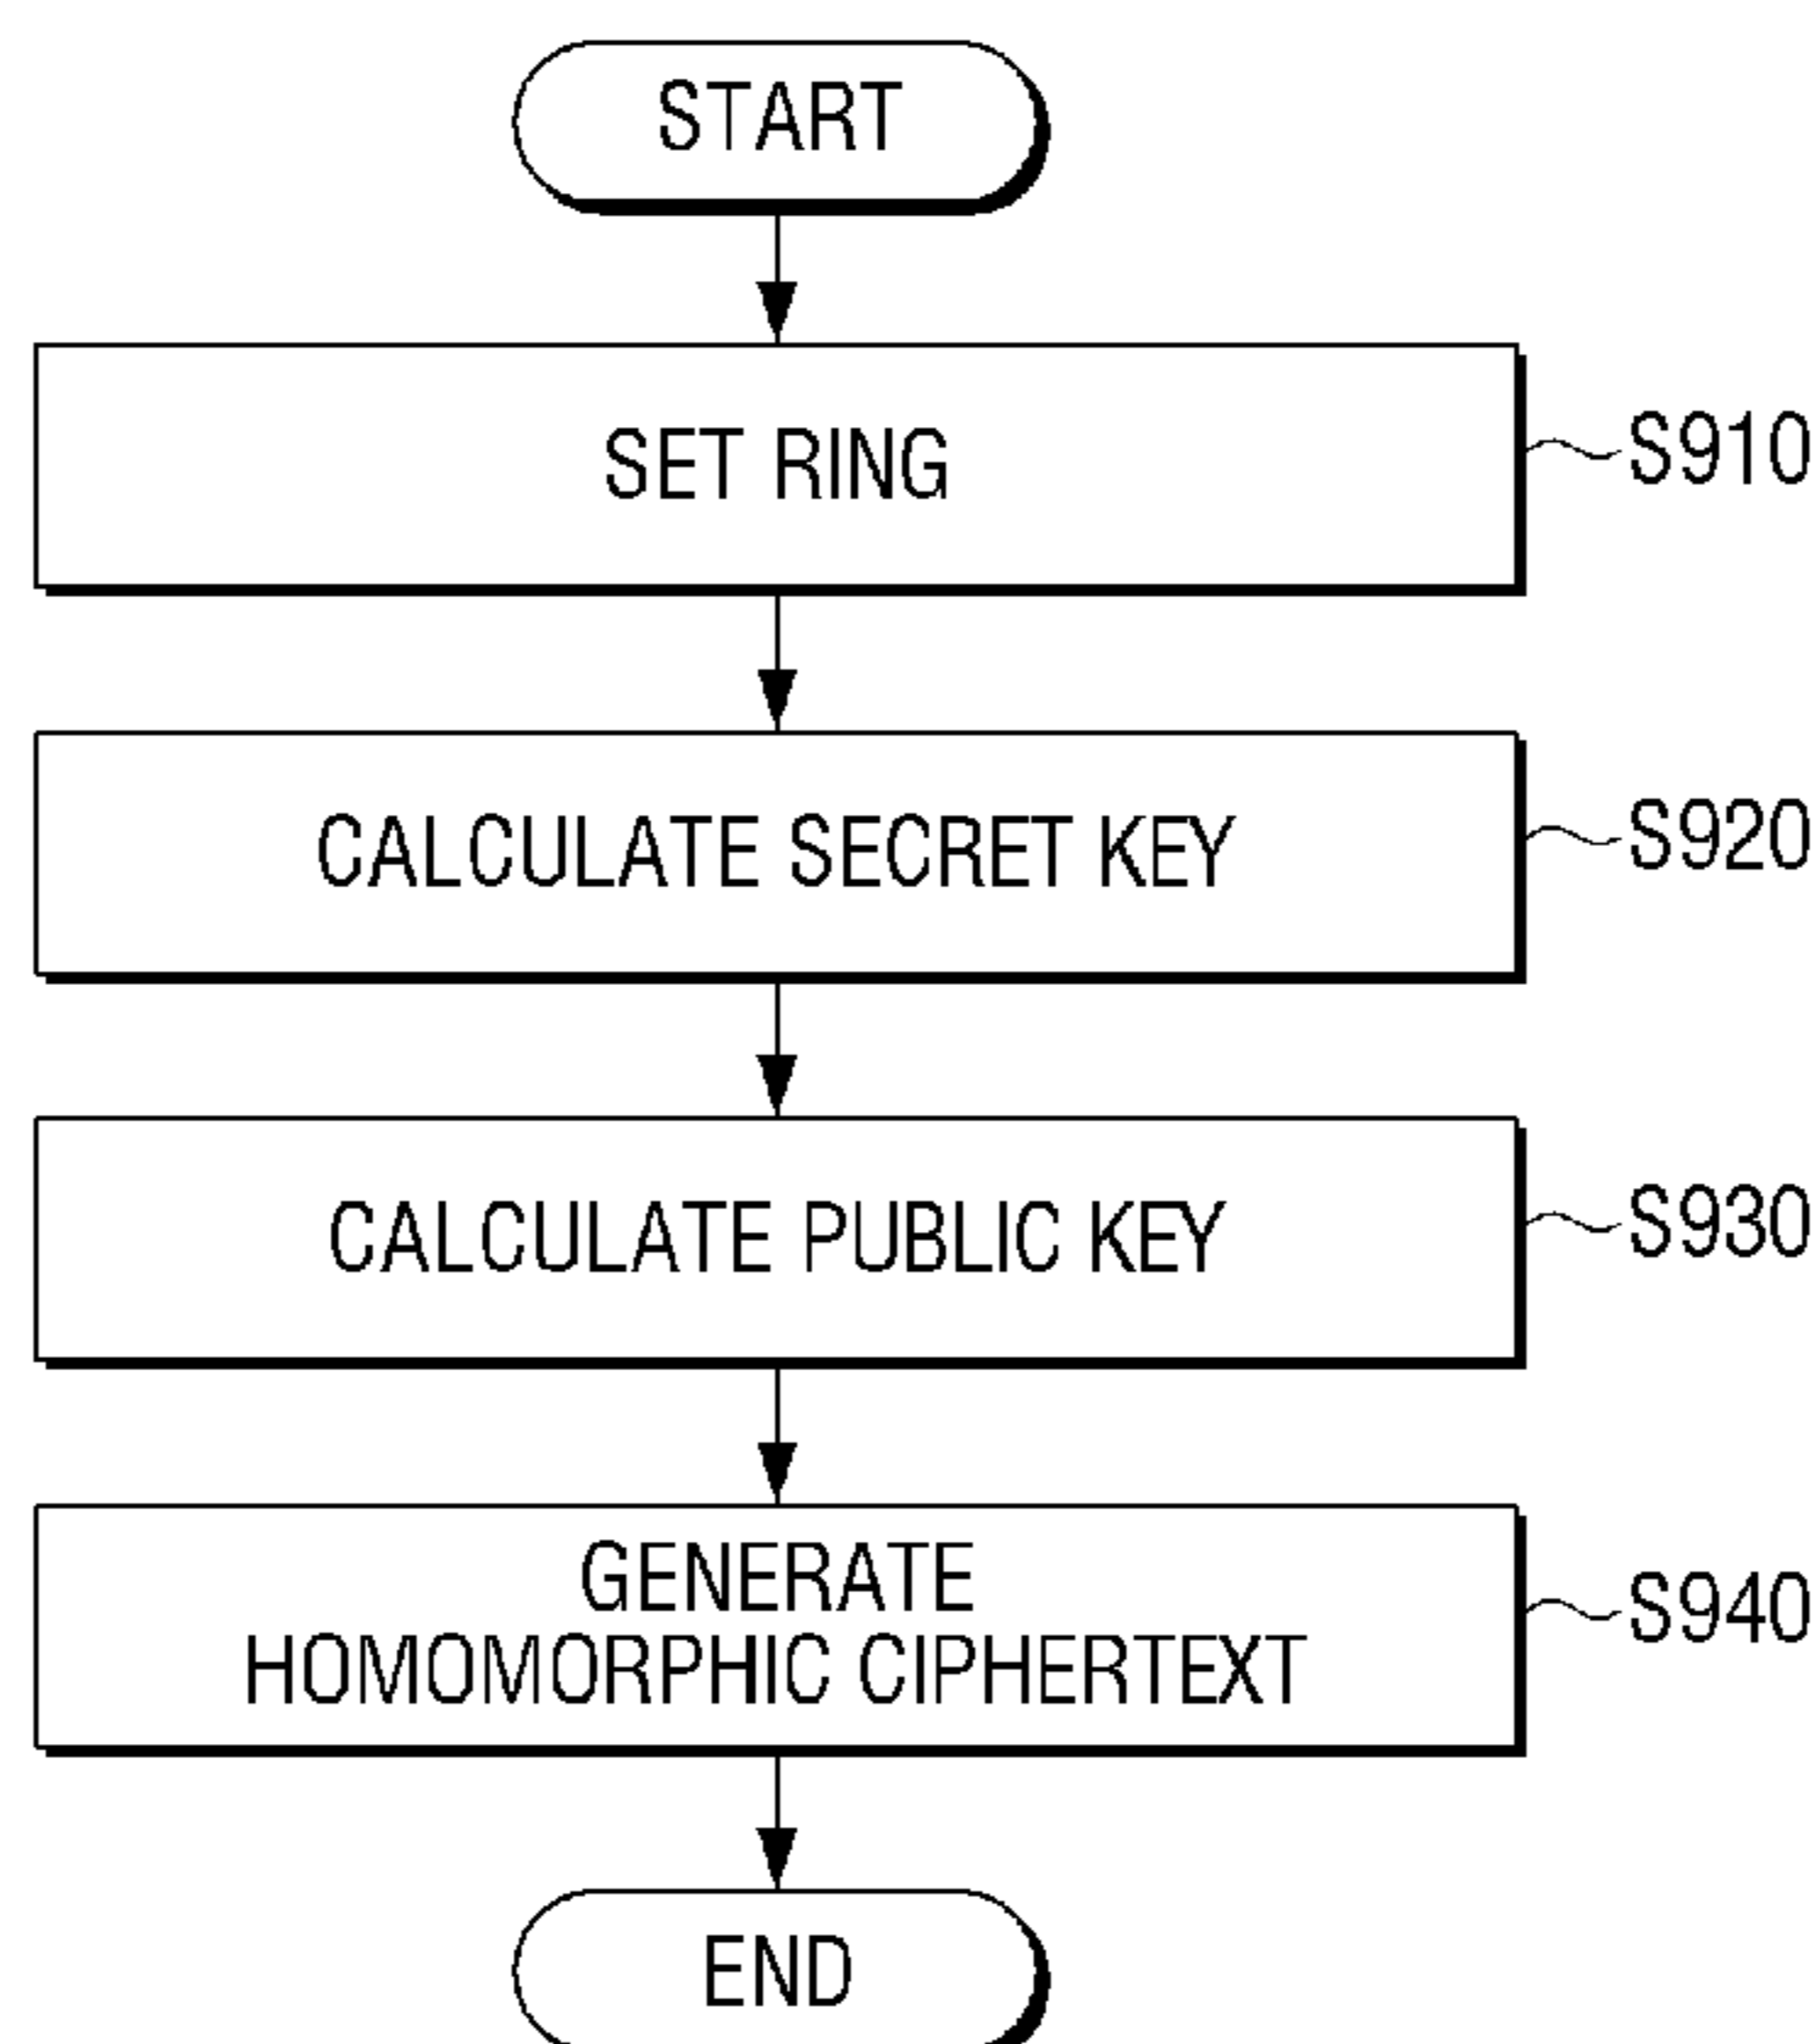 START
SET RING
S910
CALCULATE SECRET KEY
S920
CALCULATE PUBLIC KEY
S930
GENERATE
HOMOMORPHIC CIPHERTEXT
S940
END